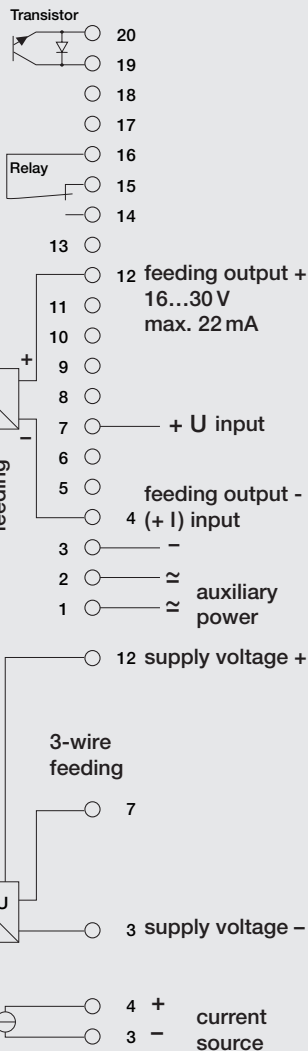 Transistor
20
19
18
17
16
Relay
15
14
13
12 feeding output +
16...30 V
11
max. 22 mA
10
+
9
8
7 + U input
−
6
5
feeding output -
feeding
4 (+ I) input
3 −
2 ≃
auxiliary
1 ≃
power
12 supply voltage +
3-wire
feeding
7
U
3 supply voltage −
4 +
current
3 −
source